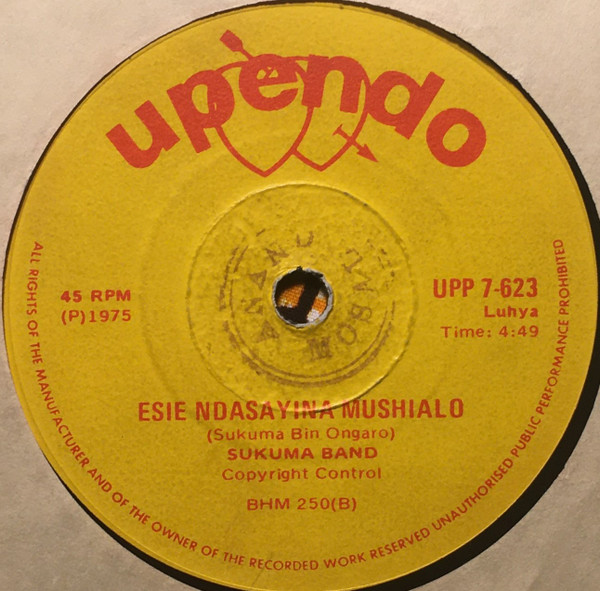 upendo
45 RPM
(P)1975
UPP 7-623
Luhya
Time: 4:49
ESIE NDASAYINA MUSHIALO
(Sukuma Bin Ongaro)
SUKUMA BAND
Copyright Control
BHM 250(B)
ALL RIGHTS OF THE MANUFACTURER AND OF THE OWNER OF THE RECORDED WORK RESERVED UNAUTHORISED PUBLIC PERFORMANCE PROHIBITED